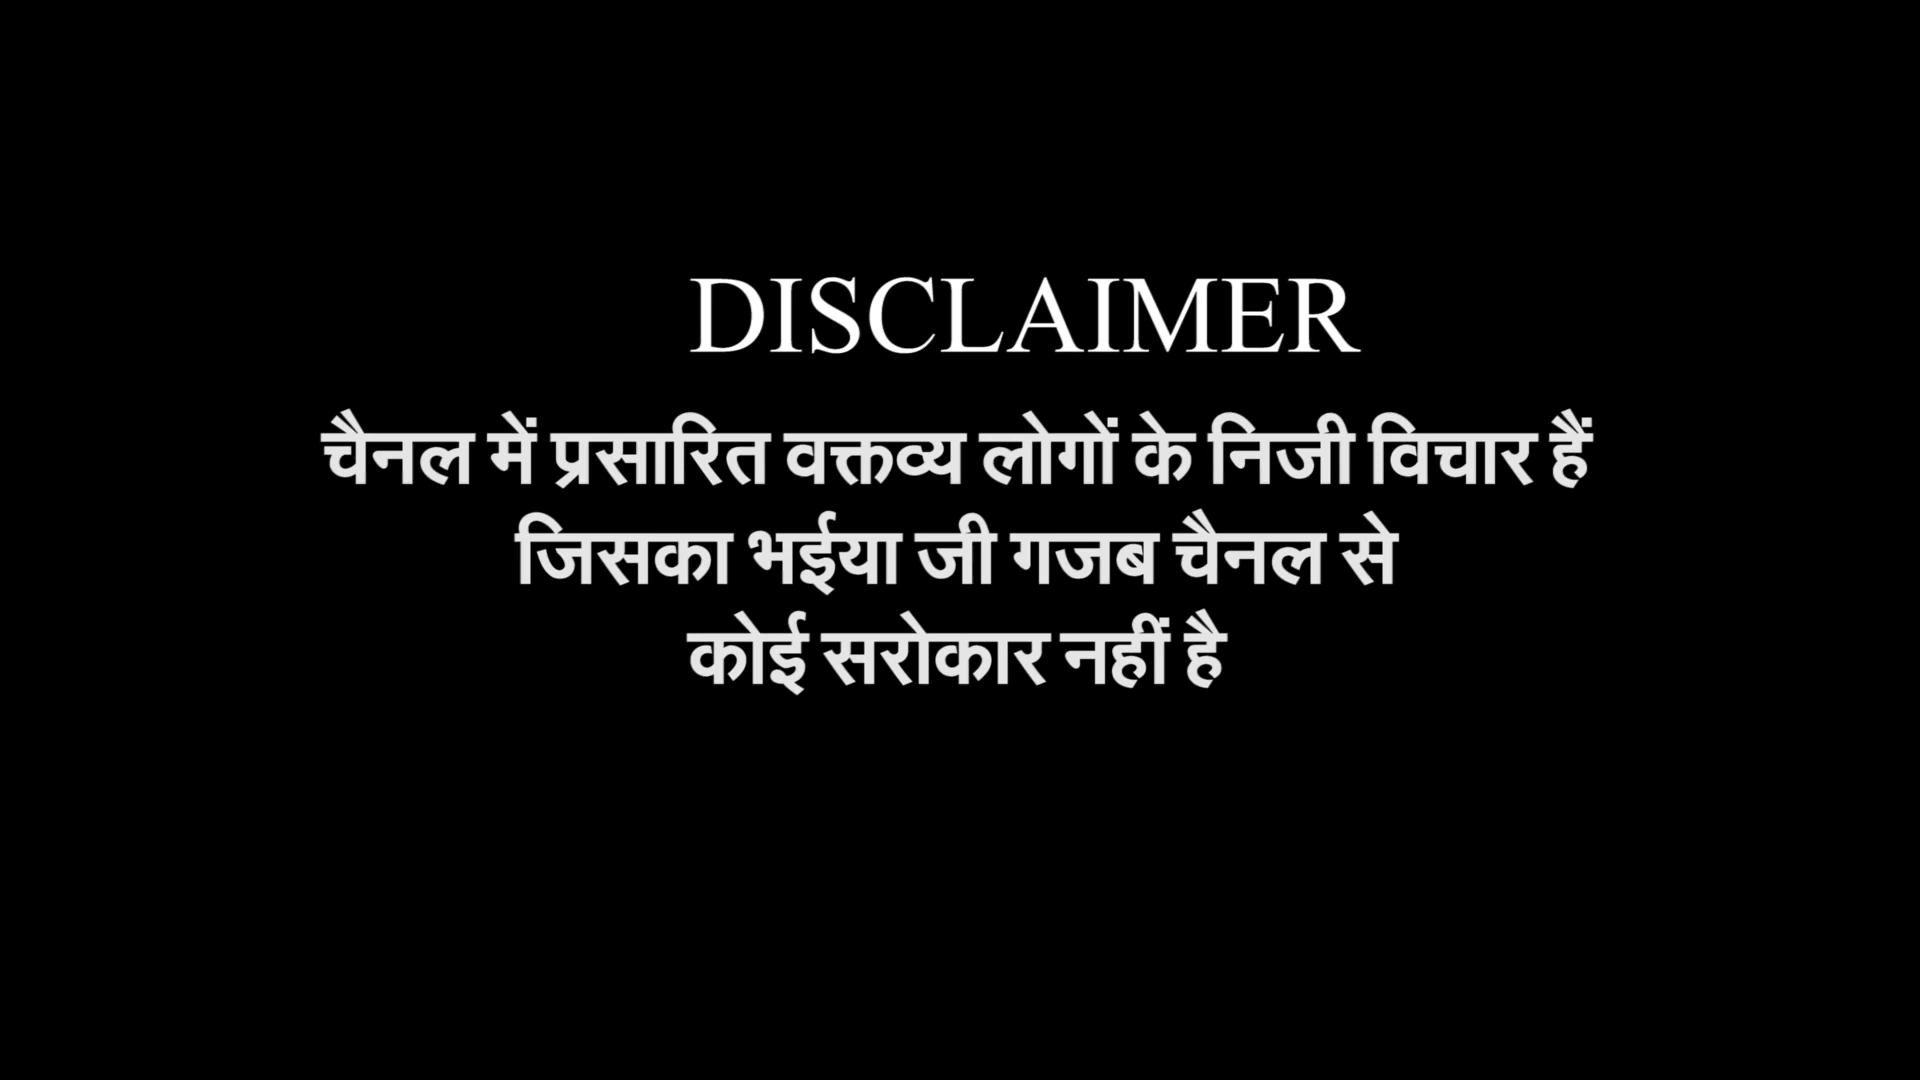 DISCLAIMER
चैनल में प्रसारित वक्तव्य लोगों के निजी विचार हैं
जिसका भईया जी गजब चैनल से
कोई सरोकार नहीं है